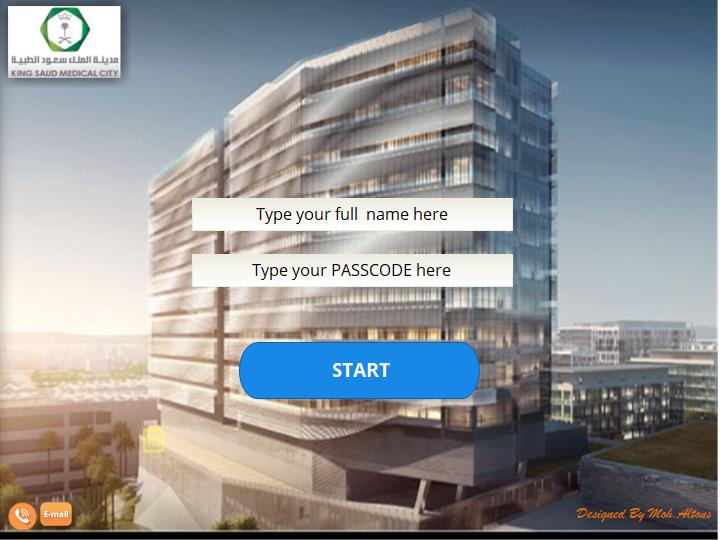 مدينة الملك سعود الطبية
KING SAUD MEDICAL CITY
Type your full  name here
Type your PASSCODE here
START
E-mail
Designed By Moh.Altous